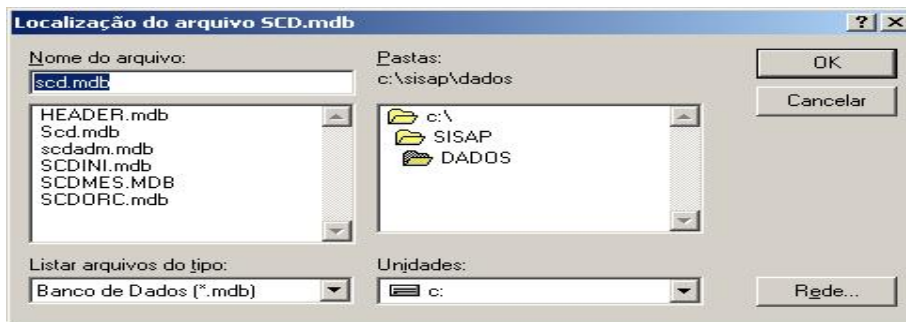 Localização do arquivo SCD.mdb
Nome do arquivo:
scd.mdb
HEADER.mdb
Scd.mdb
scdadm.mdb
SCDINI.mdb
SCDMES.MDB
SCDORC.mdb
Listar arquivos do tipo:
Banco de Dados (*.mdb)
Pastas:
c:\sisap\dados
c:\
SISAP
DADOS
Unidades:
c:
OK
Cancelar
Rede...